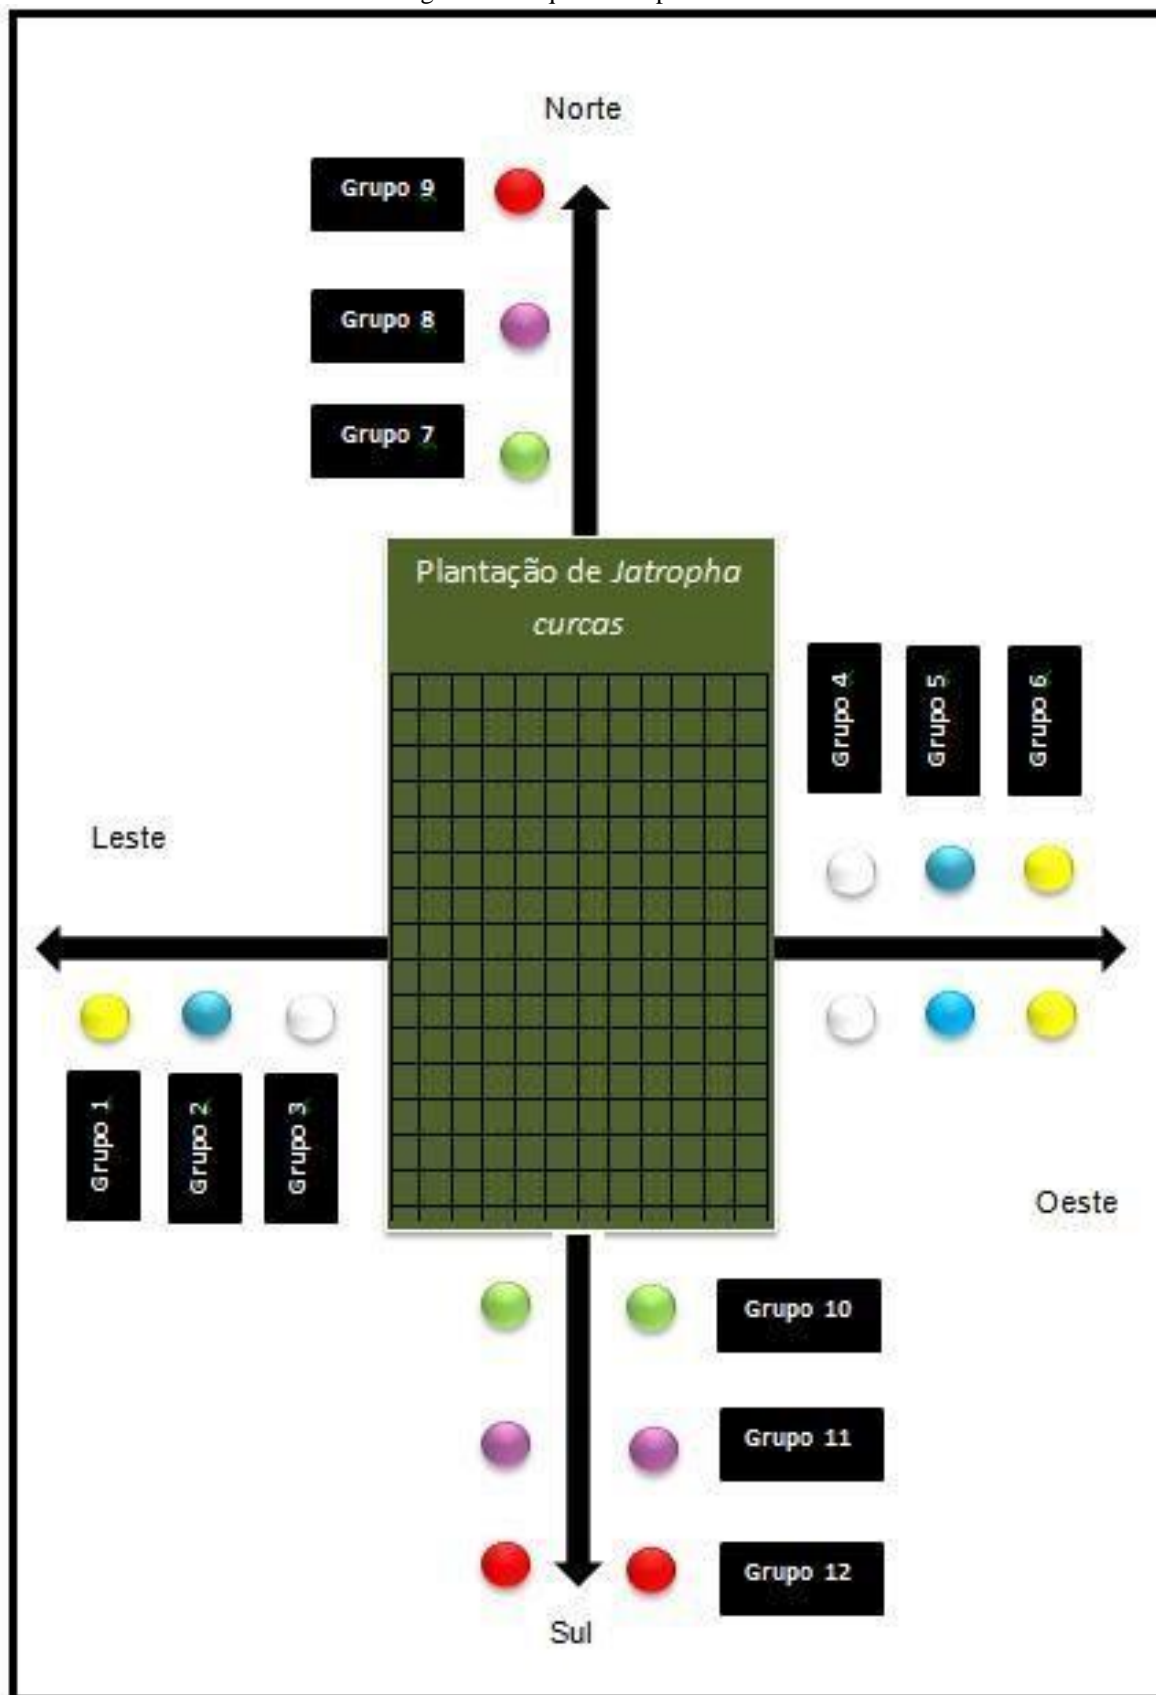 Norte
Grupo 9
Grupo 8
Grupo 7
Plantação de Jatropha
curcas
Grupo 4
Grupo 5
Grupo 6
Leste
Grupo 1
Grupo 2
Grupo 3
Oeste
Grupo 10
Grupo 11
Grupo 12
Sul